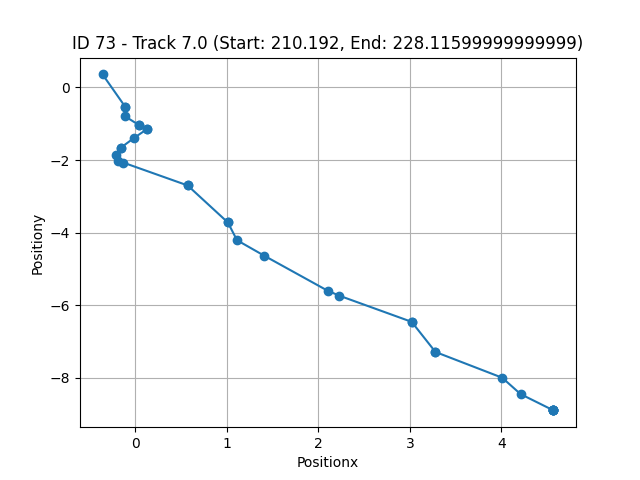 ID 73 - Track 7.0 (Start: 210.192, End: 228.11599999999999)
0
−2
−4
−6
−8
Positiony
0 1 2 3 4
Positionx